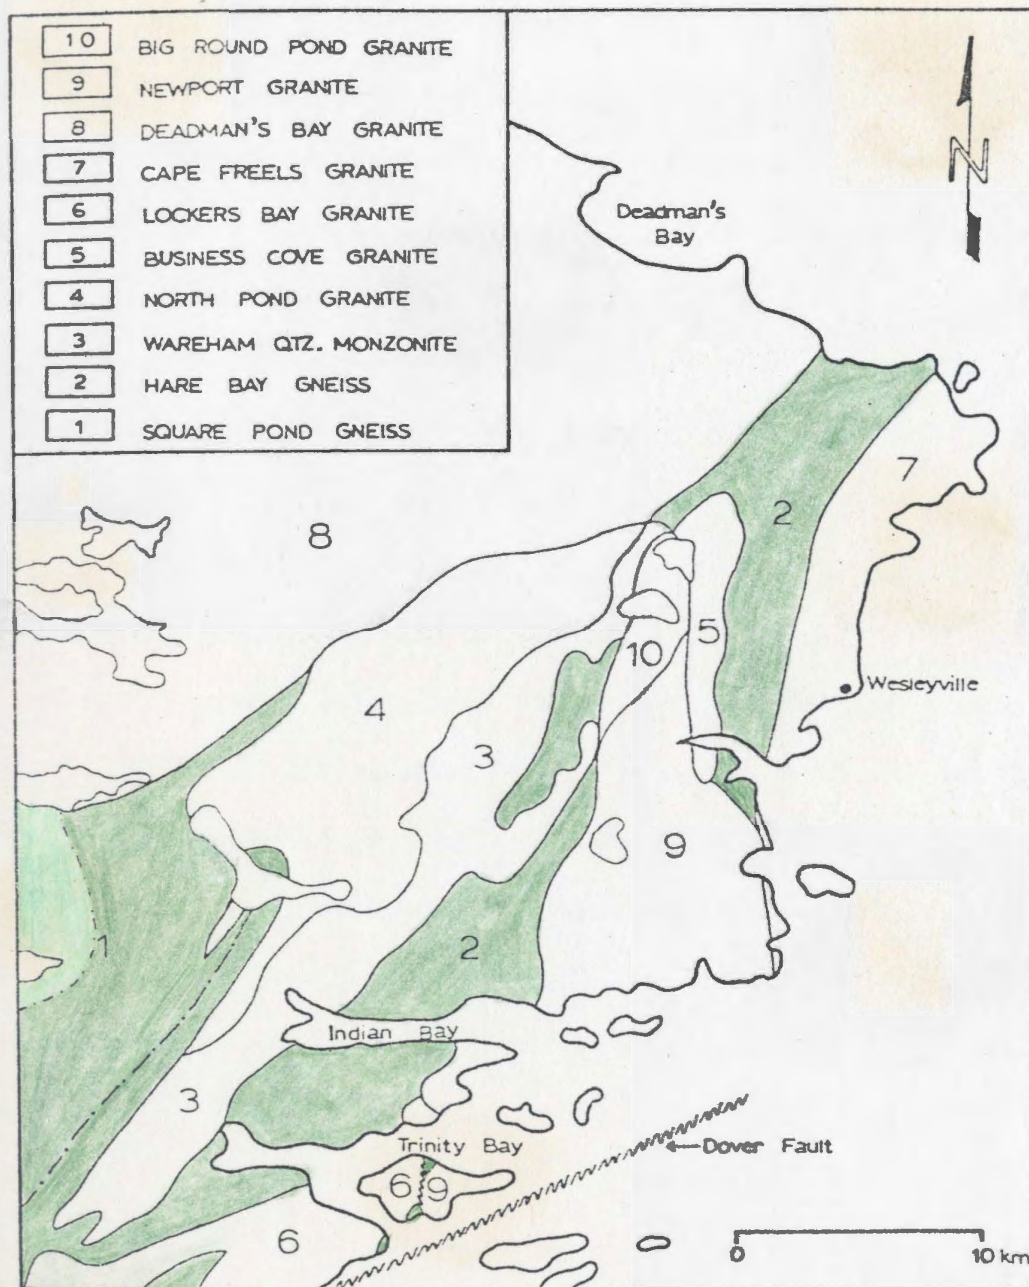 10 BIG ROUND POND GRANITE
9 NEWPORT GRANITE
8 DEADMAN'S BAY GRANITE
7 CAPE FREELS GRANITE
6 LOCKERS BAY GRANITE
5 BUSINESS COVE GRANITE
4 NORTH POND GRANITE
3 WAREHAM QTZ. MONZONITE
2 HARE BAY GNEISS
1 SQUARE POND GNEISS
N
Deadman's
Bay
7
2
8
5
10
Wesleyville
4
3
9
1
2
Indian Bay
3
Trinity Bay
Dover Fault
6 9
6
0 10 km